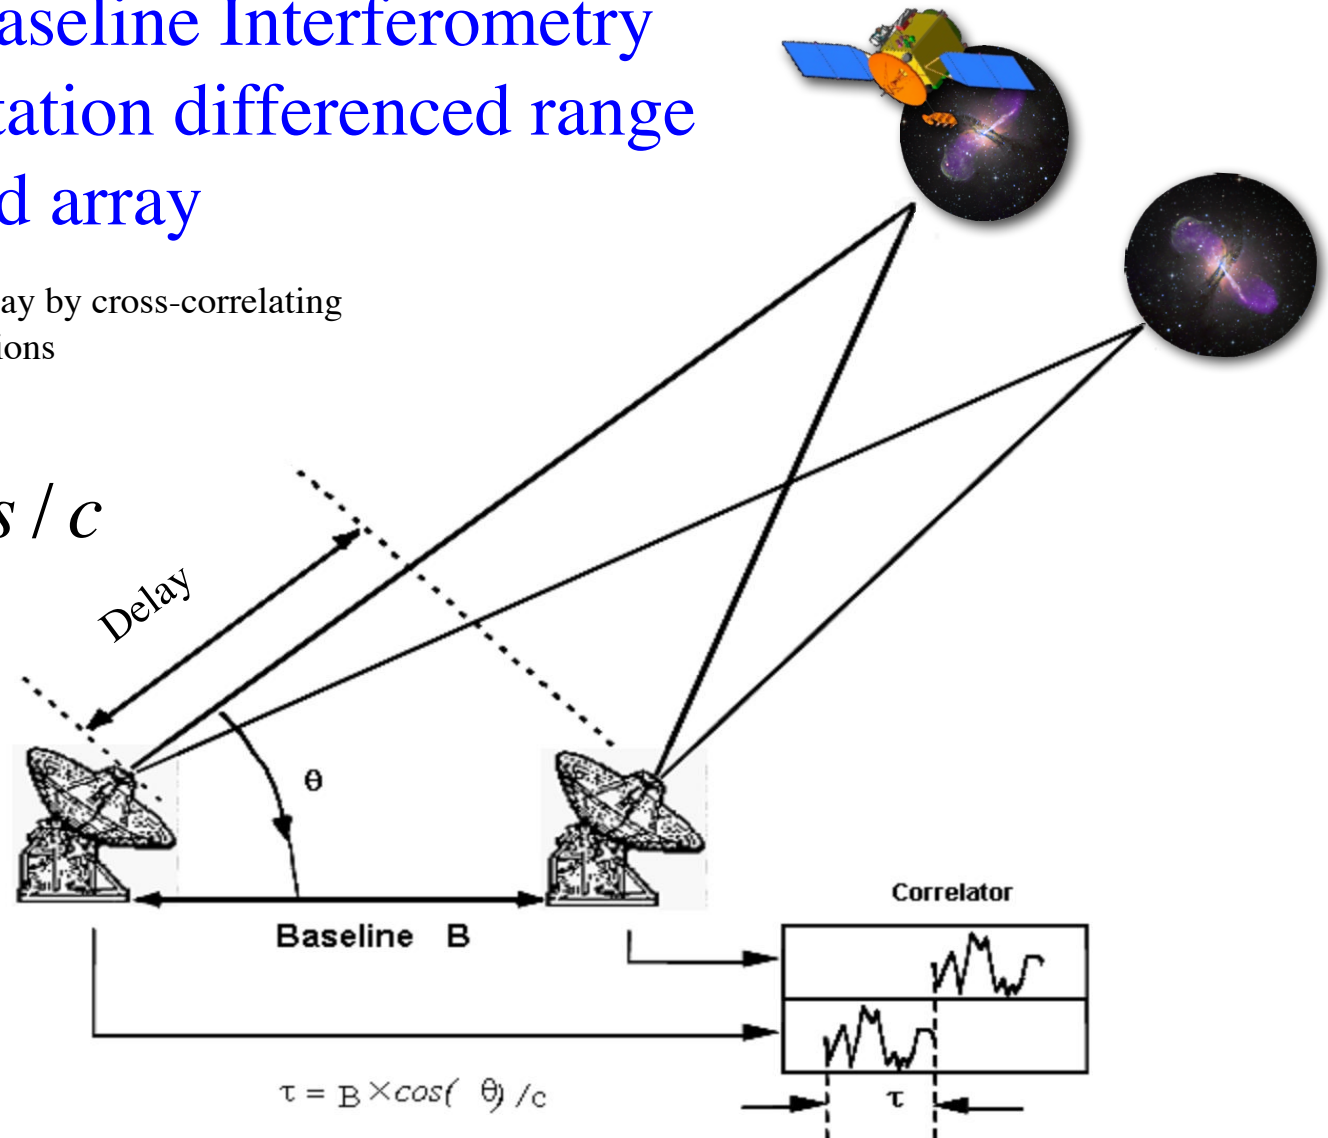 aseline Interferometry
tation differenced range
d array
ay by cross-correlating
ions
s / c
Delay
θ
Correlator
Baseline B
τ = B × cos( θ) /c
τ